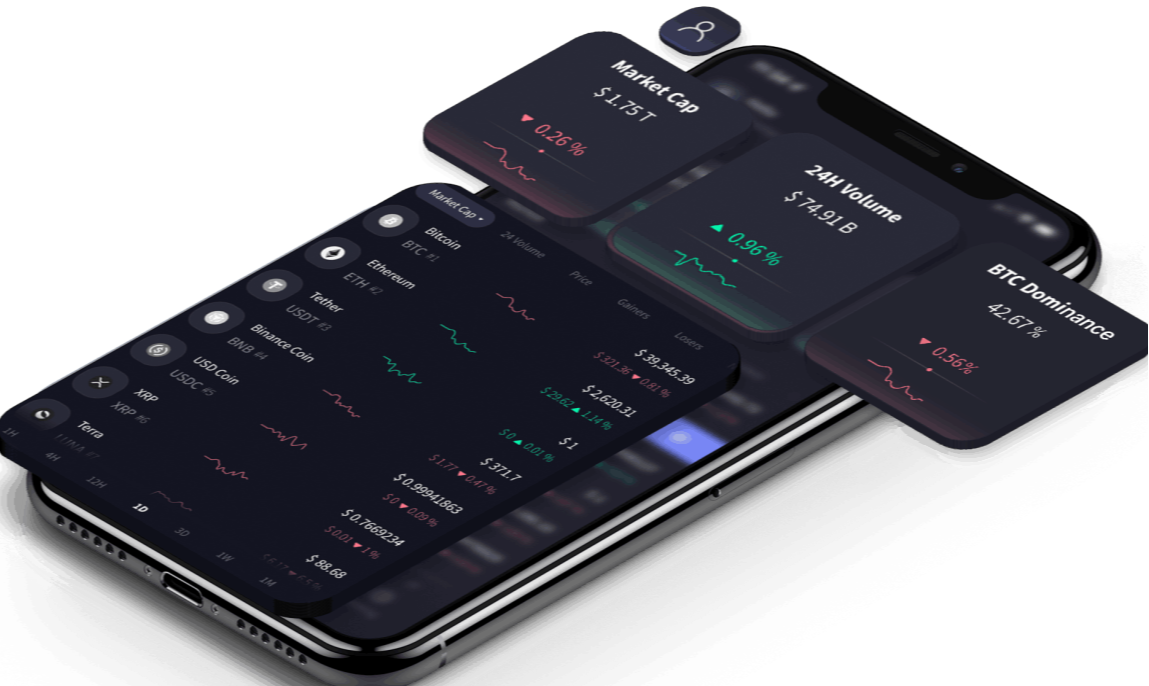 Market Cap
$ 1.75 T
▼ 0.26 %
24H Volume
$ 74.91 B
▲ 0.96 %
BTC Dominance
42.67 %
▼ 0.56%
Market Cap
24 Volume
Price
Gainers
Losers
Bitcoin
BTC #1
$ 39,345.39
$321.36 ▼ 0.81 %
Ethereum
ETH #2
$ 2,620.31
$29.62 ▲ 1.14 %
Tether
USDT #3
$ 1
$ 0 ▲ 0.01 %
Binance Coin
BNB #4
$ 371.7
$ 1.77 ▼ 0.47 %
USD Coin
USDC #5
$ 0.99941863
$ 0 ▼ 0.09 %
XRP
XRP #6
$ 0.7669234
$ 0.01 ▼ 1 %
Terra
LUNA #7
$ 88.68
1H
4H
12H
1D
3D
1W
1M